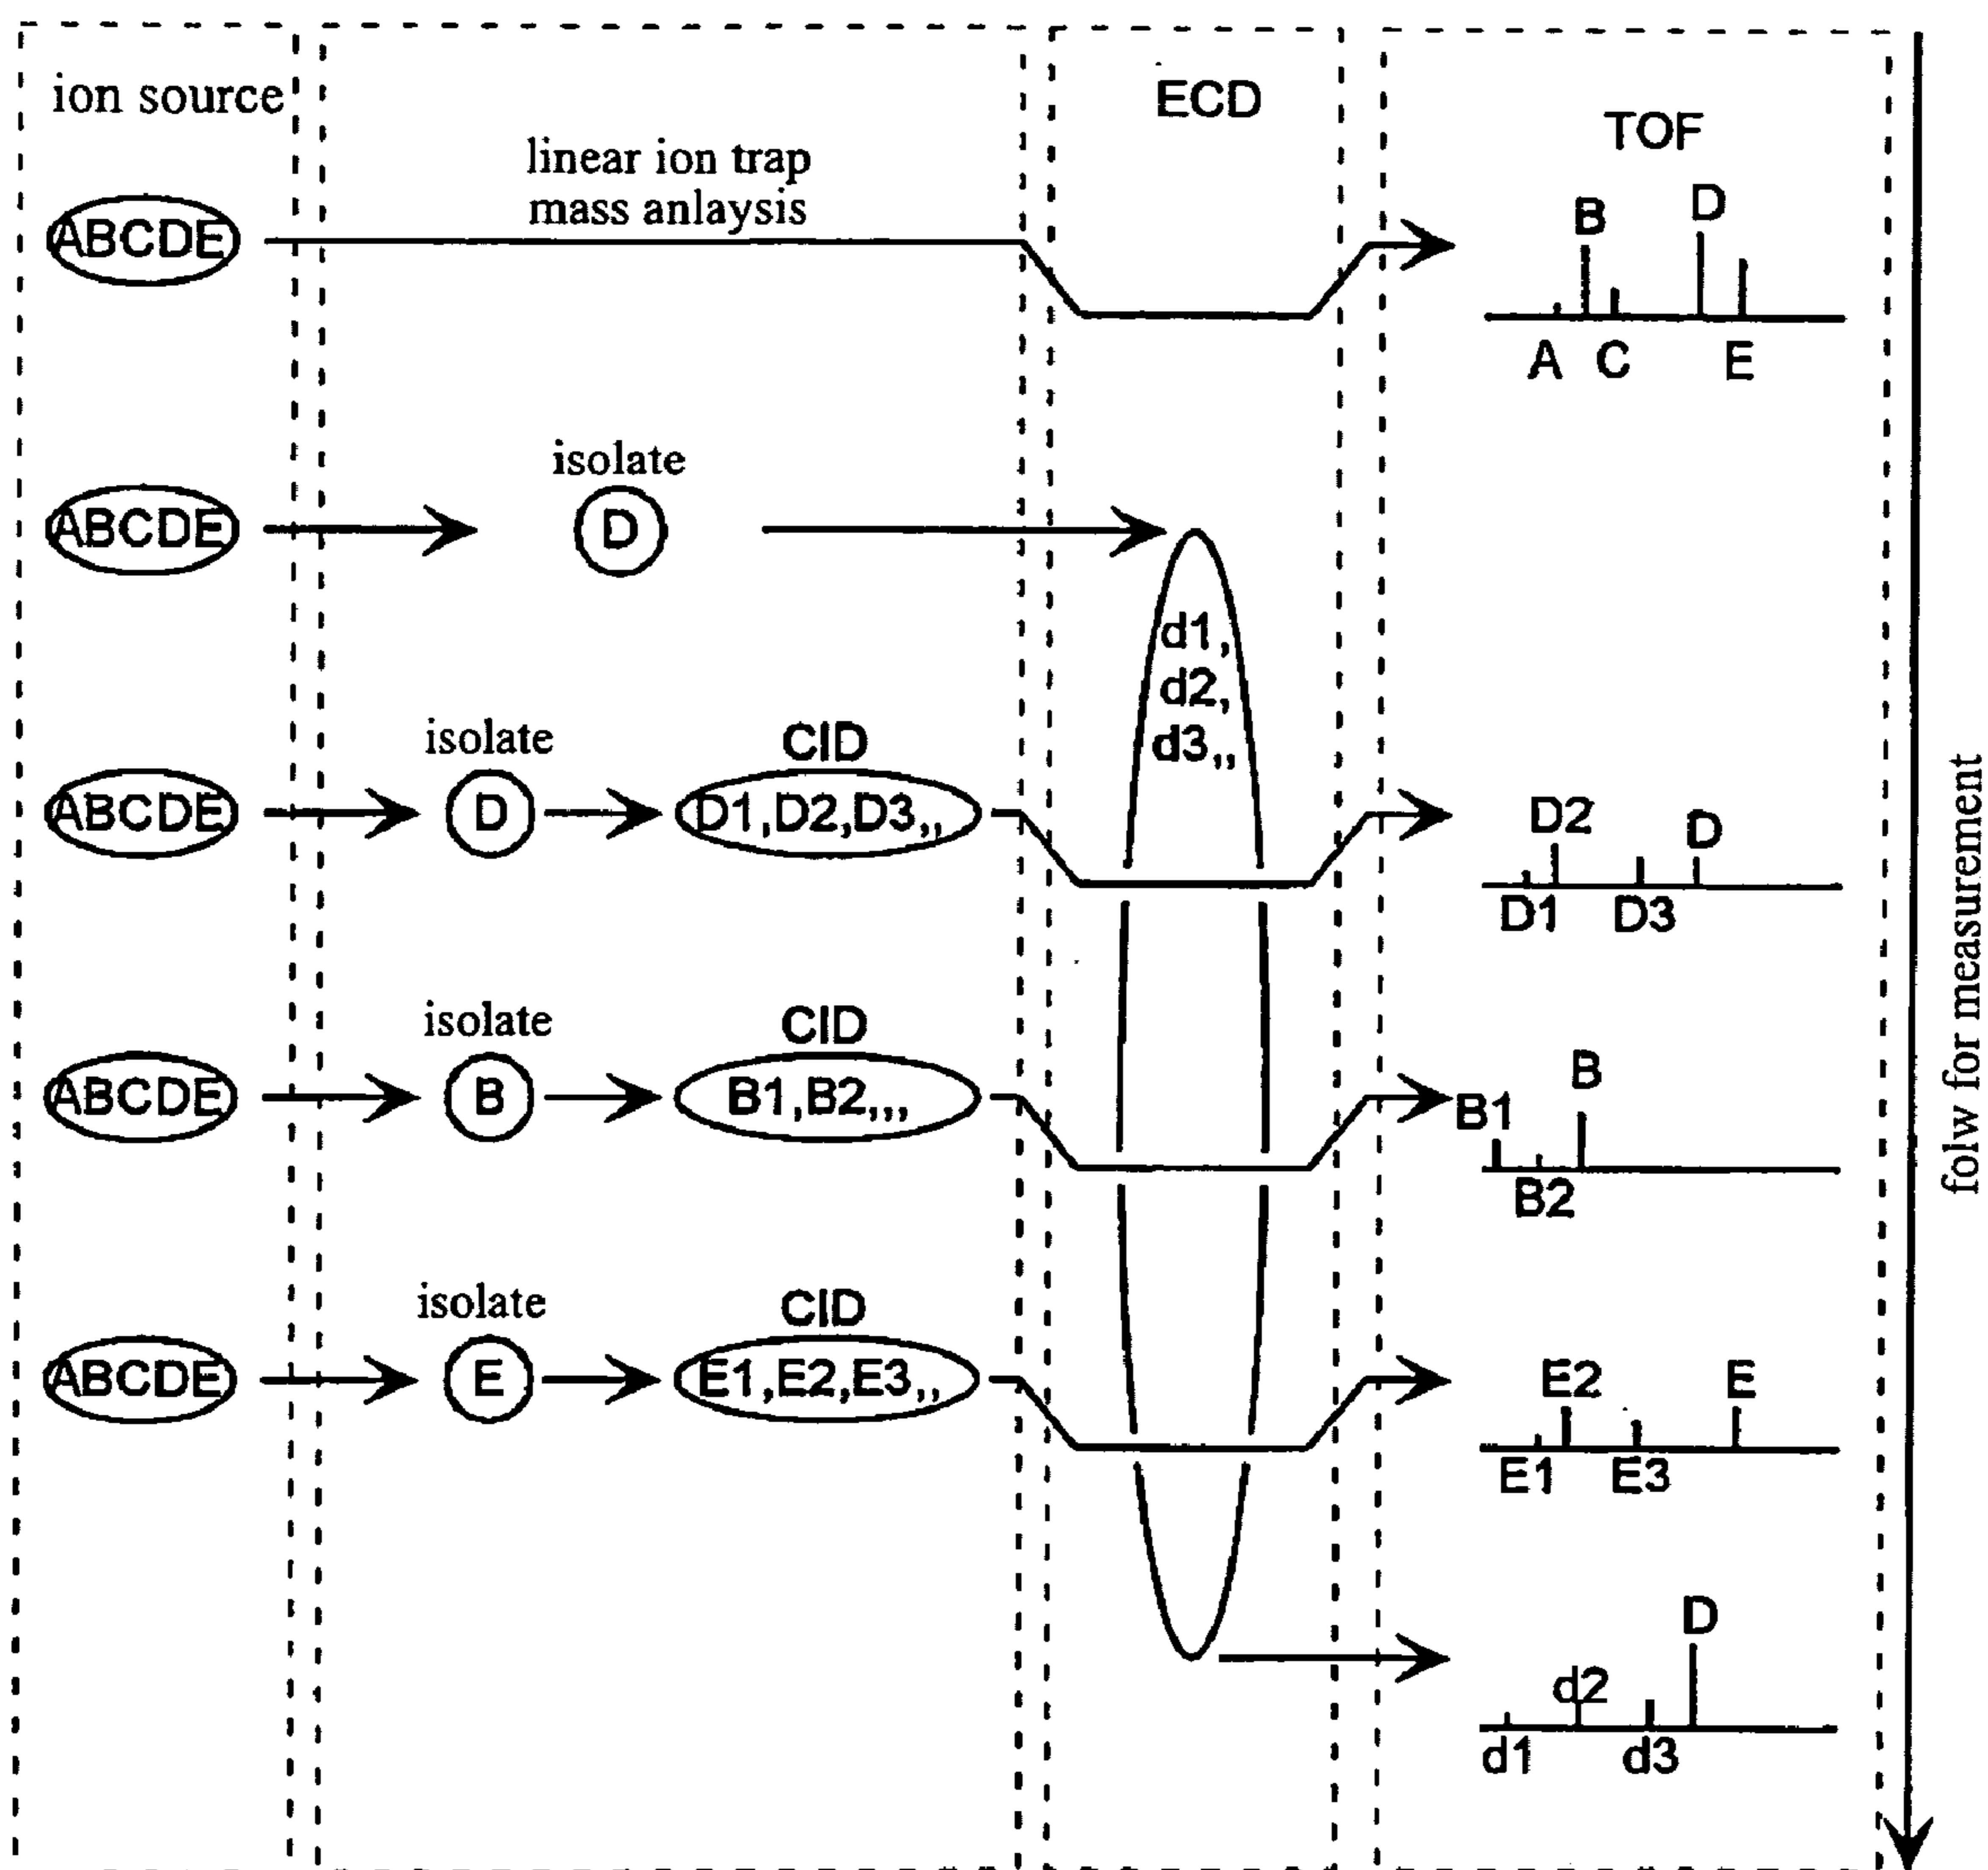 ion source
linear ion trap
mass anlaysis
ECD
TOF
ABCDE
B
D
A
C
E
isolate
ABCDE
D
d1,
d2,
d3,,
isolate
CID
ABCDE
D
D1,D2,D3,,
D2
D
D1
D3
isolate
CID
ABCDE
B
B1,B2,,,
B1
B
B2
isolate
CID
ABCDE
E
E1,E2,E3,,
E2
E
E1
E3
D
d2
d1
d3
folw for measurement